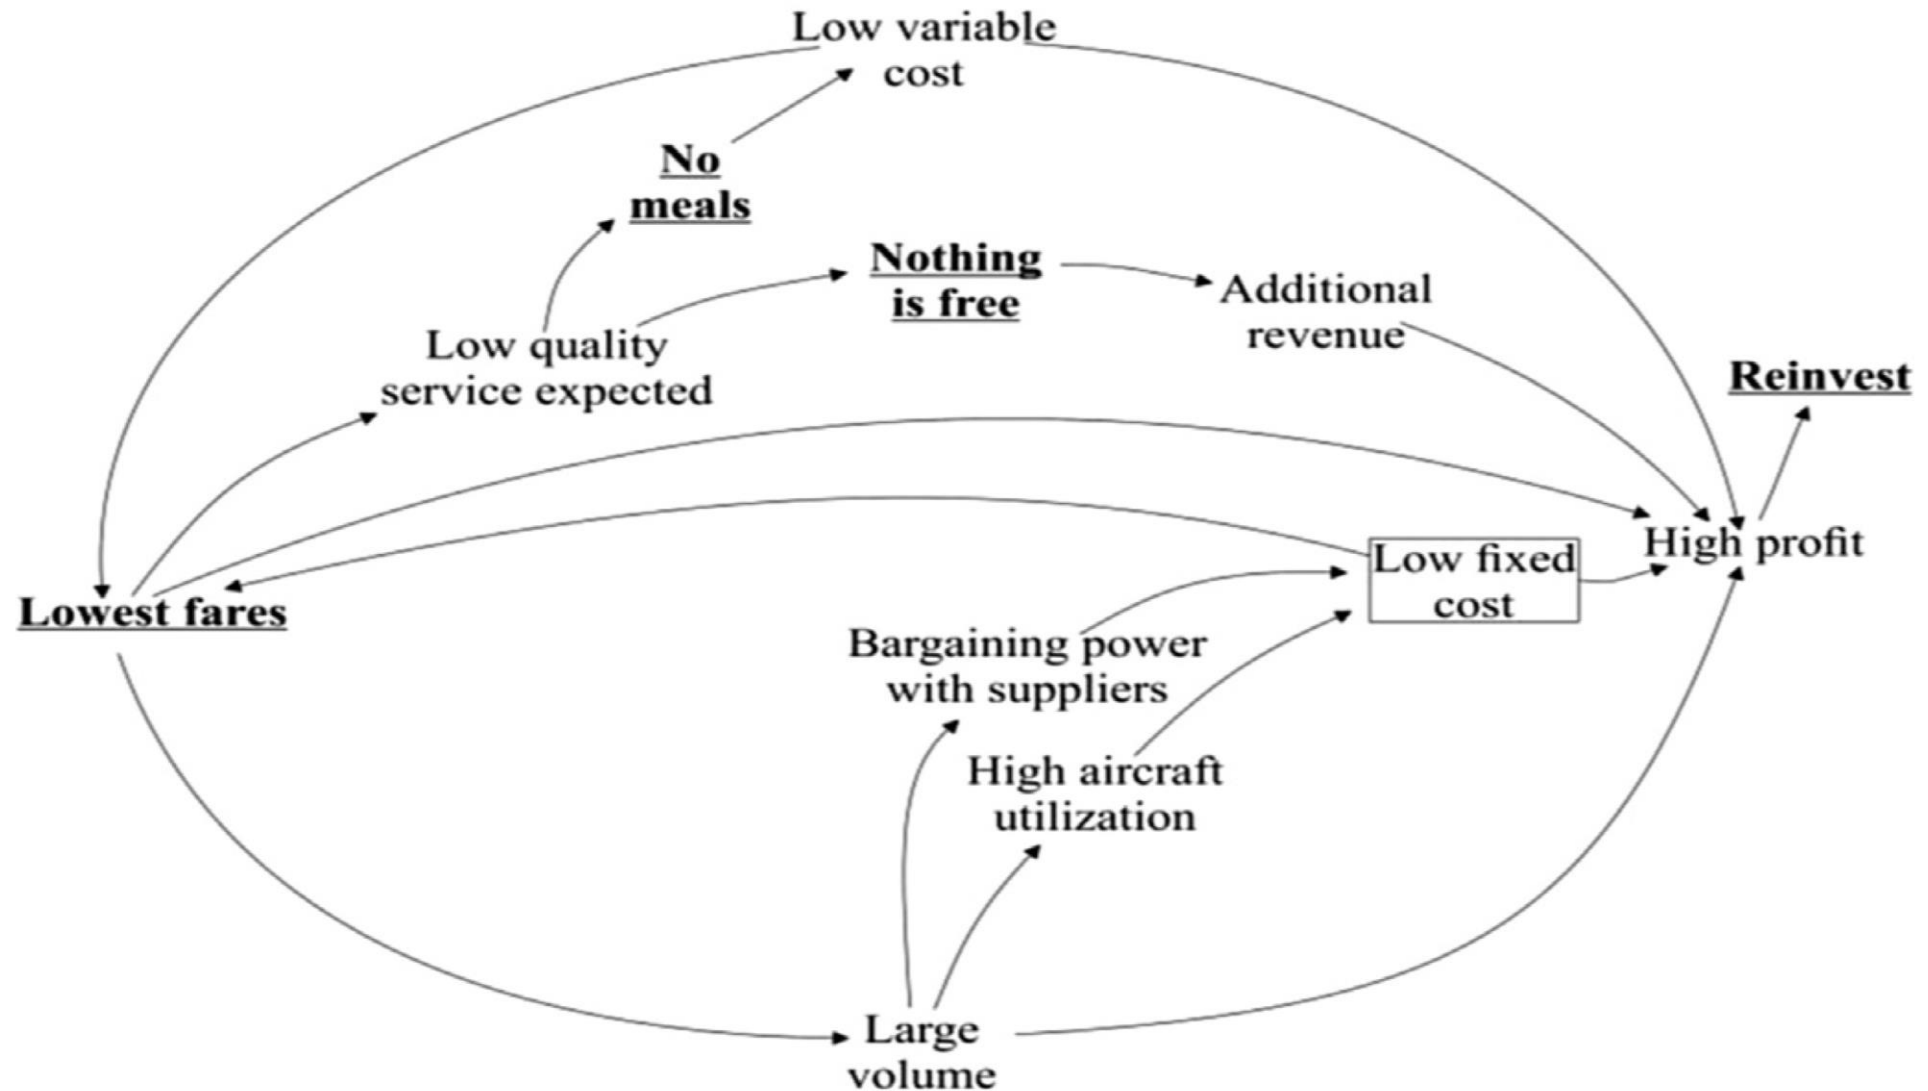 Low variable
cost
No
meals
Nothing
is free
Additional
revenue
Low quality
service expected
Reinvest
High profit
Low fixed
cost
Lowest fares
Bargaining power
with suppliers
High aircraft
utilization
Large
volume